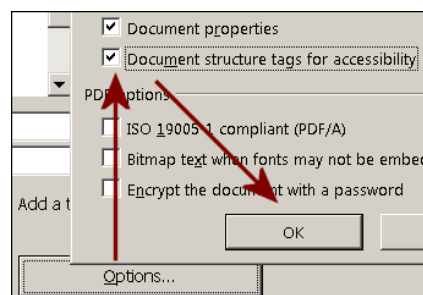 Document properties
Document structure tags for accessibility
PDF options
ISO 19005-1 compliant (PDF/A)
Bitmap text when fonts may not be
Encrypt the document with a password
Add a
OK
Options...